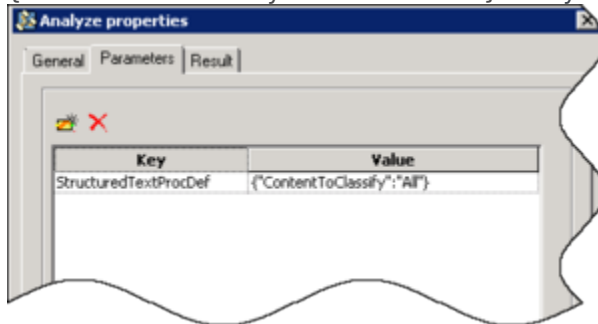 Analyze properties
General Parameters Result
Key Value
StructuredTextProcDef {"ContentToClassify":"All"}